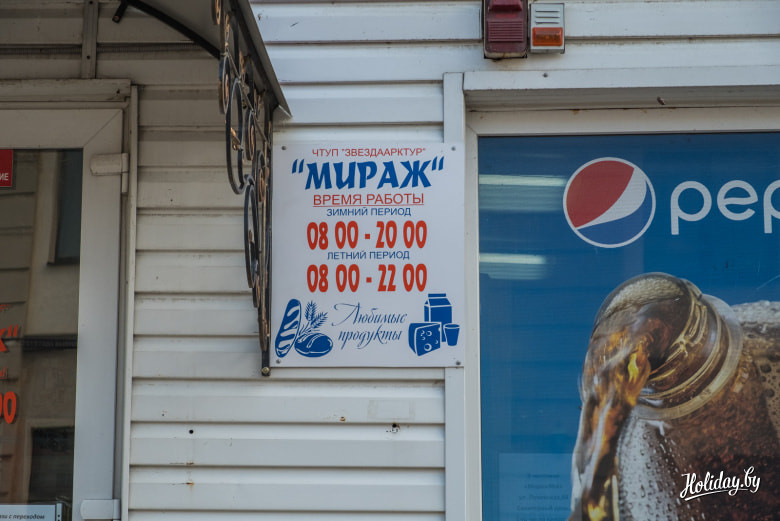 ЧТУП "ЗВЕЗДААРКТУР"
"МИРАЖ"
ВРЕМЯ РАБОТЫ
ЗИМНИЙ ПЕРИОД
08 00 - 20 00
ЛЕТНИЙ ПЕРИОД
08 00 - 22 00
Любимые
продукты
pep
Holiday.by